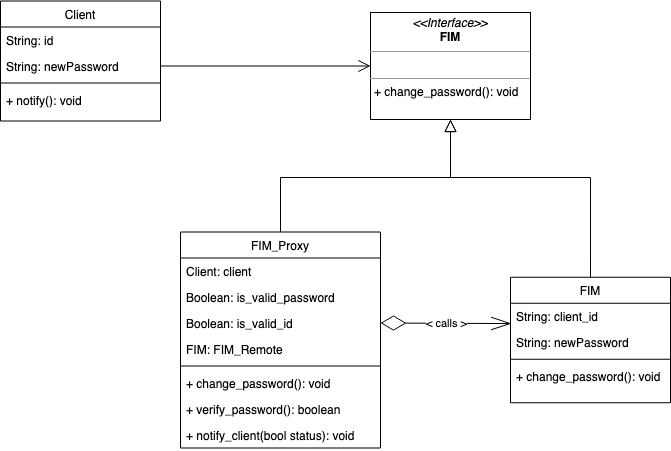 Client
String: id
String: newPassword
+ notify(): void
<<Interface>>
FIM
+ change_password(): void
FIM_Proxy
Client: client
Boolean: is_valid_password
Boolean: is_valid_id
FIM: FIM_Remote
+ change_password(): void
+ verify_password(): boolean
+ notify_client(bool status): void
< calls >
FIM
String: client_id
String: newPassword
+ change_password(): void